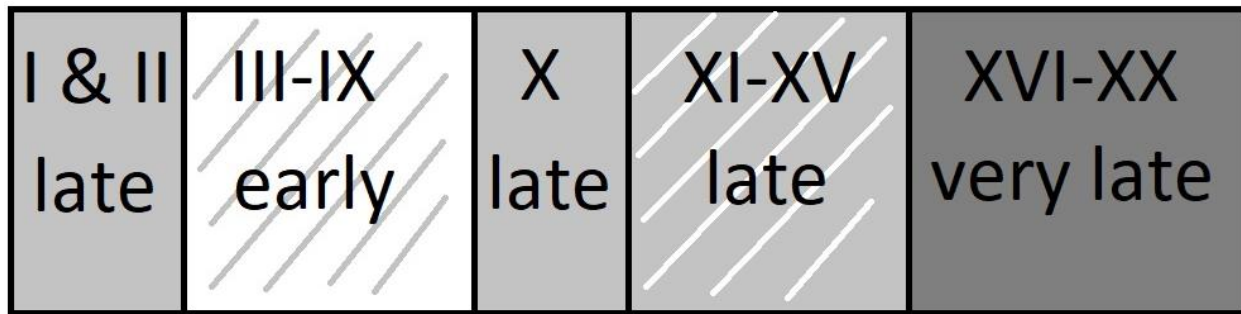 I & II
late
III-IX
early
X
late
XI-XV
late
XVI-XX
very late